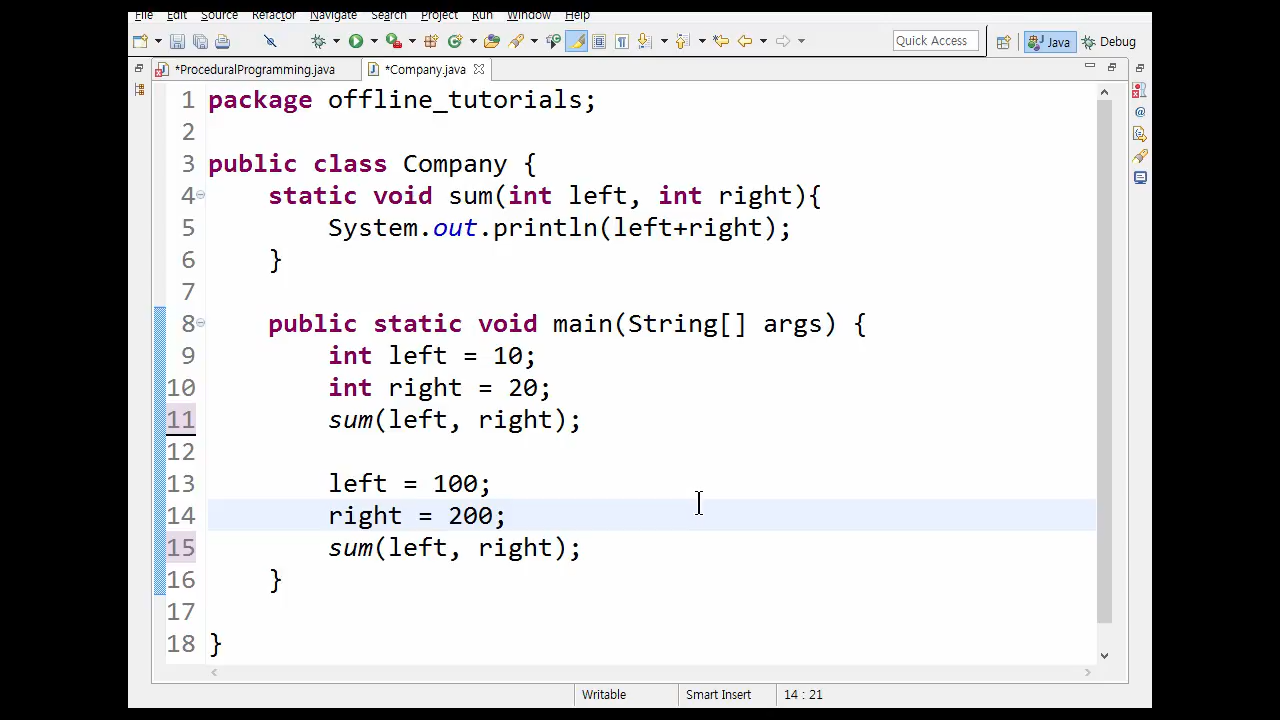 File Edit Source Refactor Navigate Search Project Run Window Help
Quick Access Java Debug
*ProceduralProgramming.java *Company.java
1 package offline_tutorials;
2
3 public class Company {
4 static void sum(int left, int right){
5 System.out.println(left+right);
6 }
7
8 public static void main(String[] args) {
9 int left = 10;
10 int right = 20;
11 sum(left, right);
12
13 left = 100;
14 right = 200;
15 sum(left, right);
16 }
17
18 }
Writable Smart Insert 14 : 21